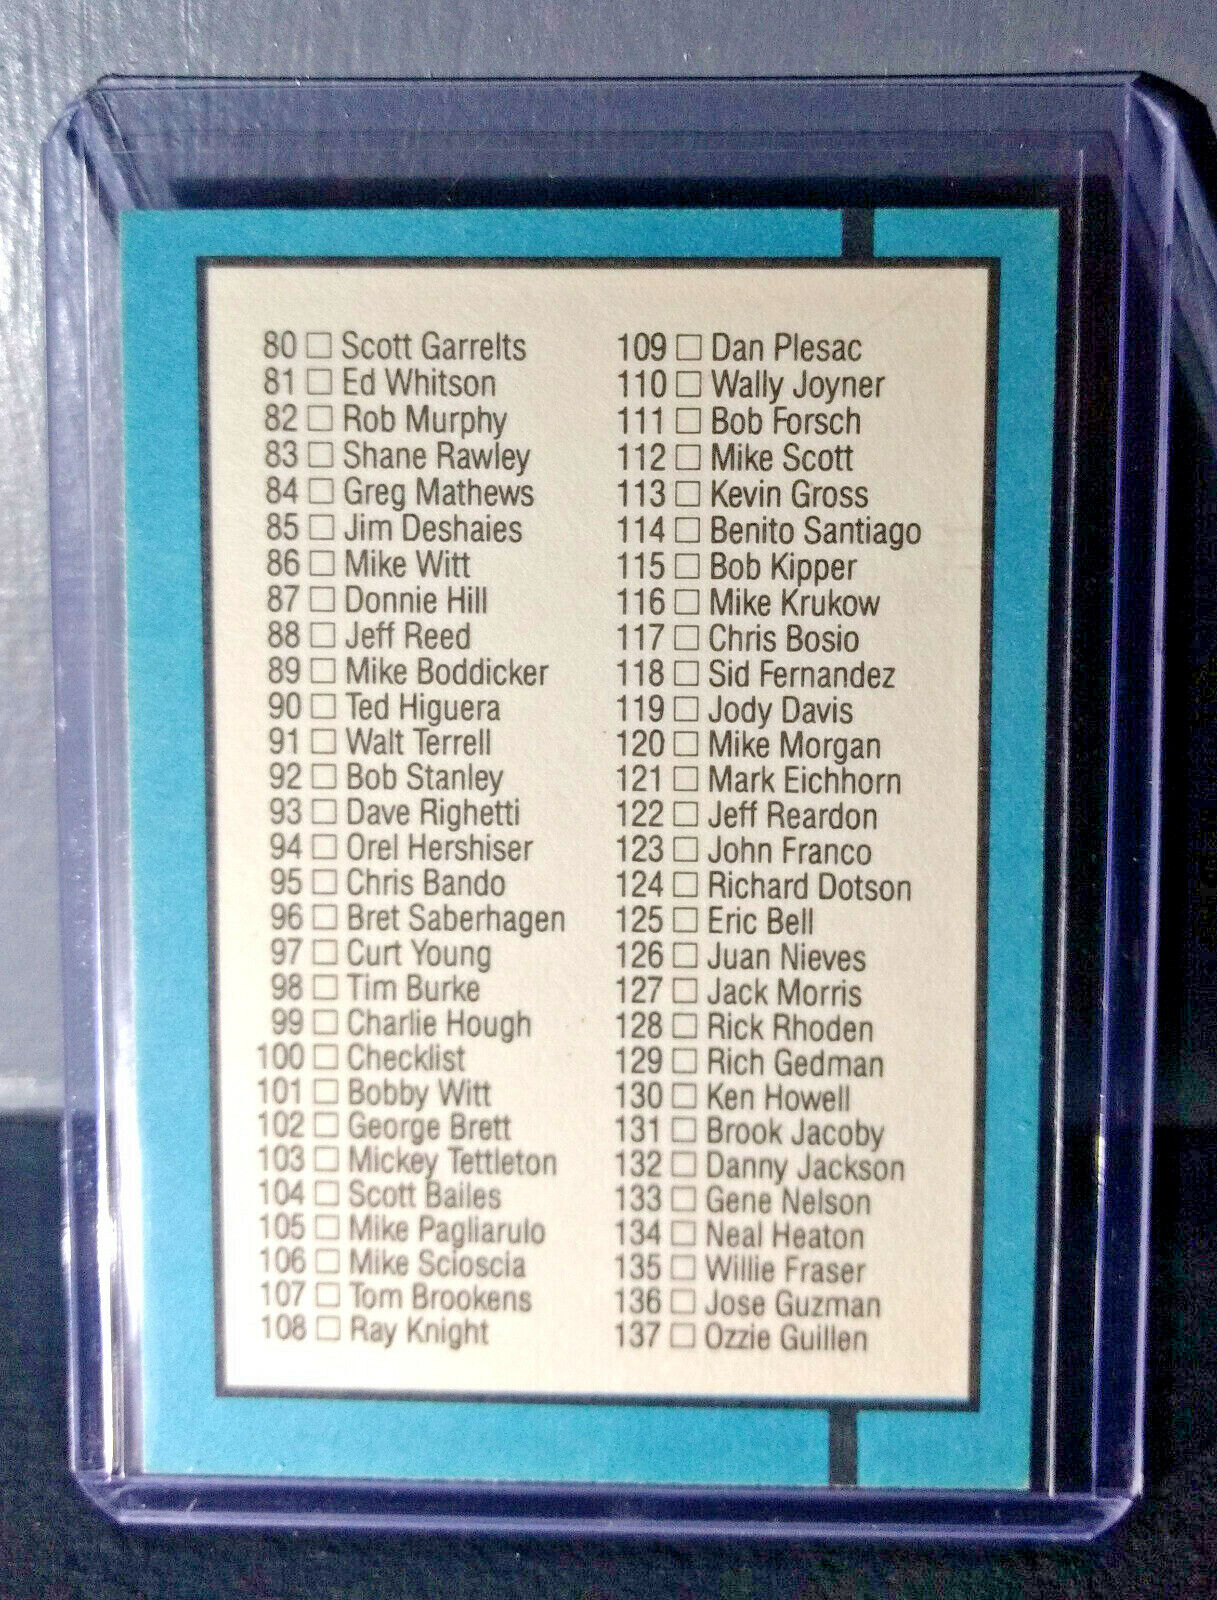 80 □ Scott Garrelts
81 □ Ed Whitson
82 □ Rob Murphy
83 □ Shane Rawley
84 □ Greg Mathews
85 □ Jim Deshaies
86 □ Mike Witt
87 □ Donnie Hill
88 □ Jeff Reed
89 □ Mike Boddicker
90 □ Ted Higuera
91 □ Walt Terrell
92 □ Bob Stanley
93 □ Dave Righetti
94 □ Orel Hershiser
95 □ Chris Bando
96 □ Bret Saberhagen
97 □ Curt Young
98 □ Tim Burke
99 □ Charlie Hough
100 □ Checklist
101 □ Bobby Witt
102 □ George Brett
103 □ Mickey Tettleton
104 □ Scott Bailes
105 □ Mike Pagliarulo
106 □ Mike Scioscia
107 □ Tom Brookens
108 □ Ray Knight
109 □ Dan Plesac
110 □ Wally Joyner
111 □ Bob Forsch
112 □ Mike Scott
113 □ Kevin Gross
114 □ Benito Santiago
115 □ Bob Kipper
116 □ Mike Krukow
117 □ Chris Bosio
118 □ Sid Fernandez
119 □ Jody Davis
120 □ Mike Morgan
121 □ Mark Eichhorn
122 □ Jeff Reardon
123 □ John Franco
124 □ Richard Dotson
125 □ Eric Bell
126 □ Juan Nieves
127 □ Jack Morris
128 □ Rick Rhoden
129 □ Rich Gedman
130 □ Ken Howell
131 □ Brook Jacoby
132 □ Danny Jackson
133 □ Gene Nelson
134 □ Neal Heaton
135 □ Willie Fraser
136 □ Jose Guzman
137 □ Ozzie Guillen